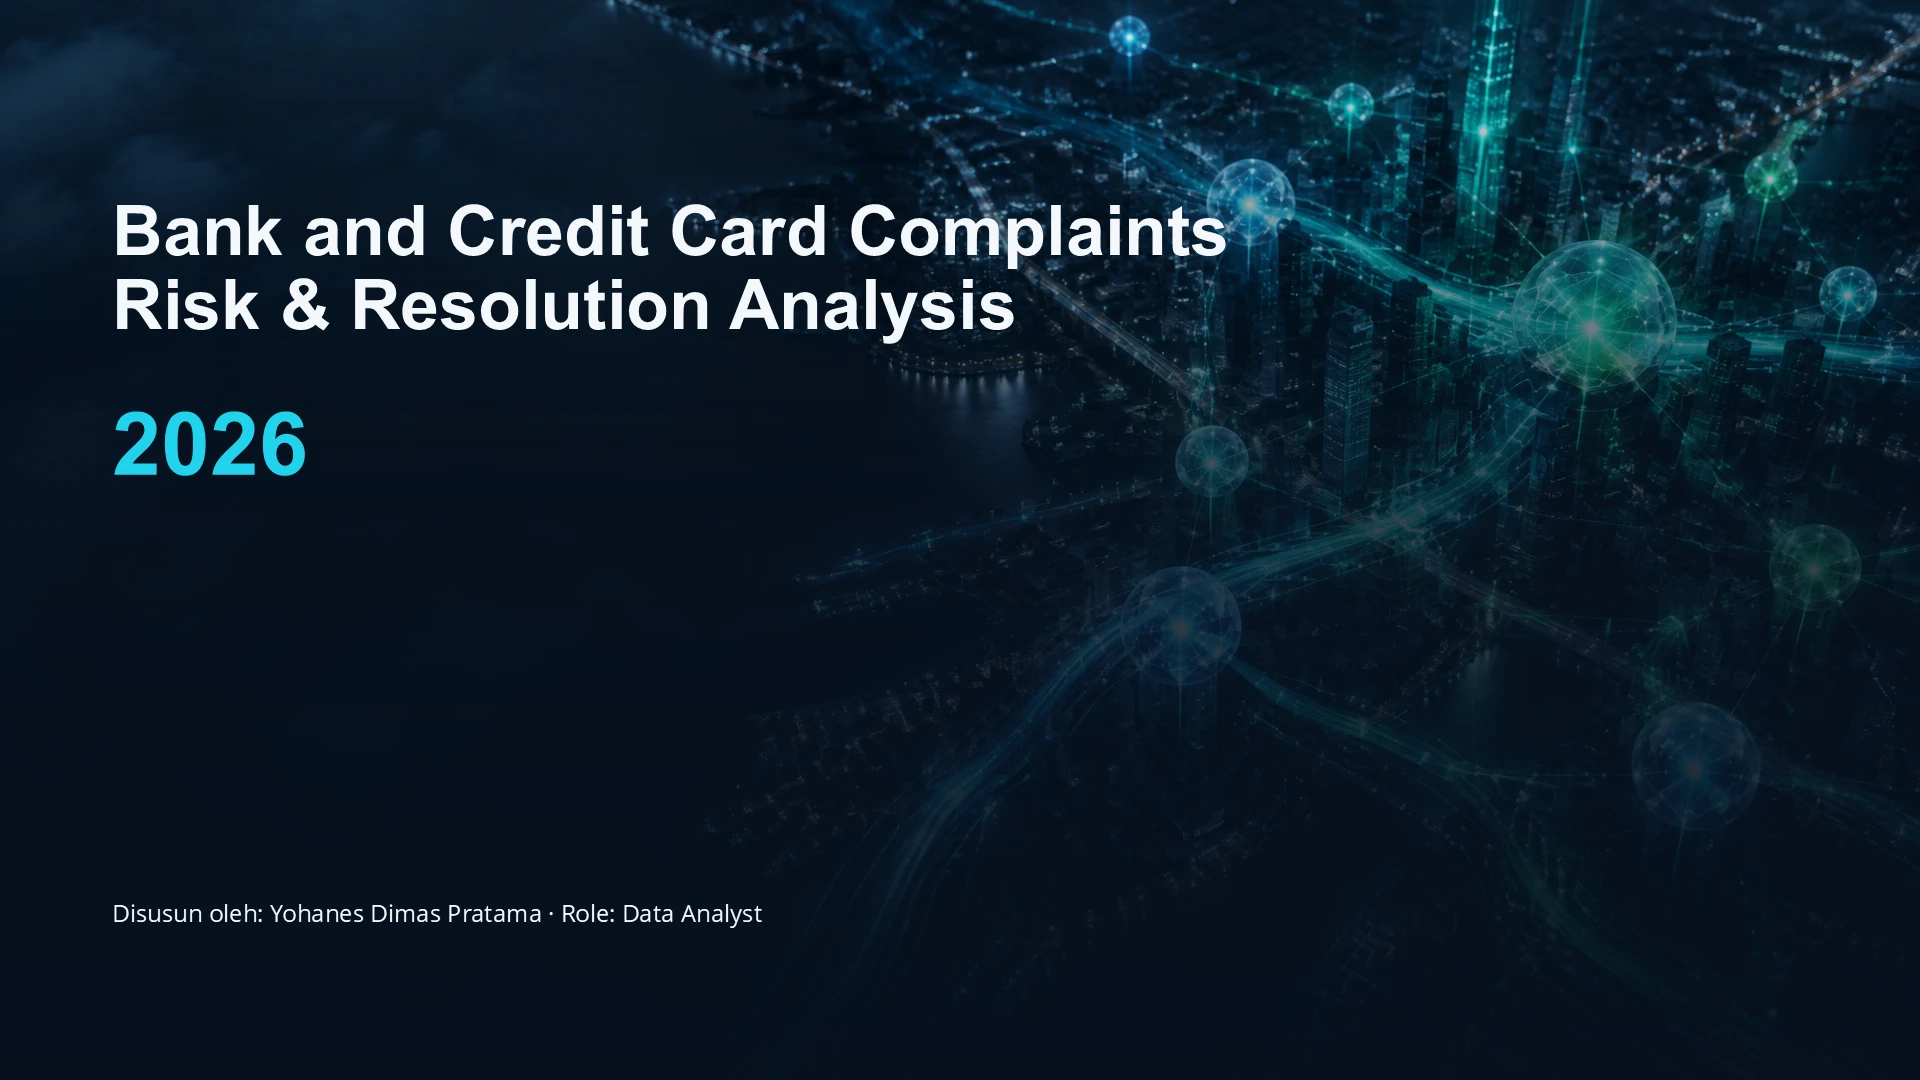 Bank and Credit Card Complaints
Risk & Resolution Analysis
2026
Disusun oleh: Yohanes Dimas Pratama · Role: Data Analyst